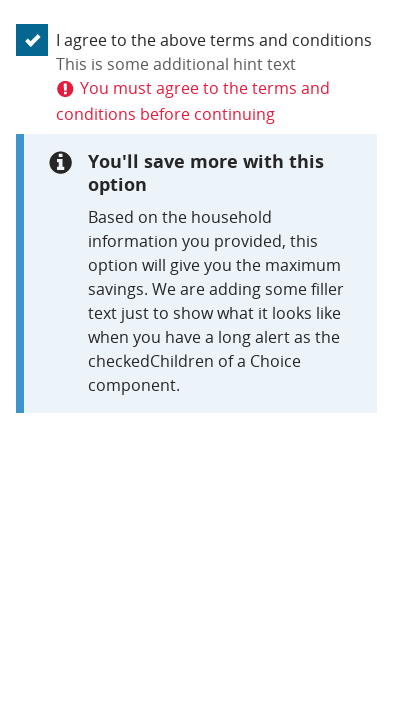 I agree to the above terms and conditions
This is some additional hint text
You must agree to the terms and
conditions before continuing
You'll save more with this
option
Based on the household
information you provided, this
option will give you the maximum
savings. We are adding some filler
text just to show what it looks like
when you have a long alert as the
checkedChildren of a Choice
component.